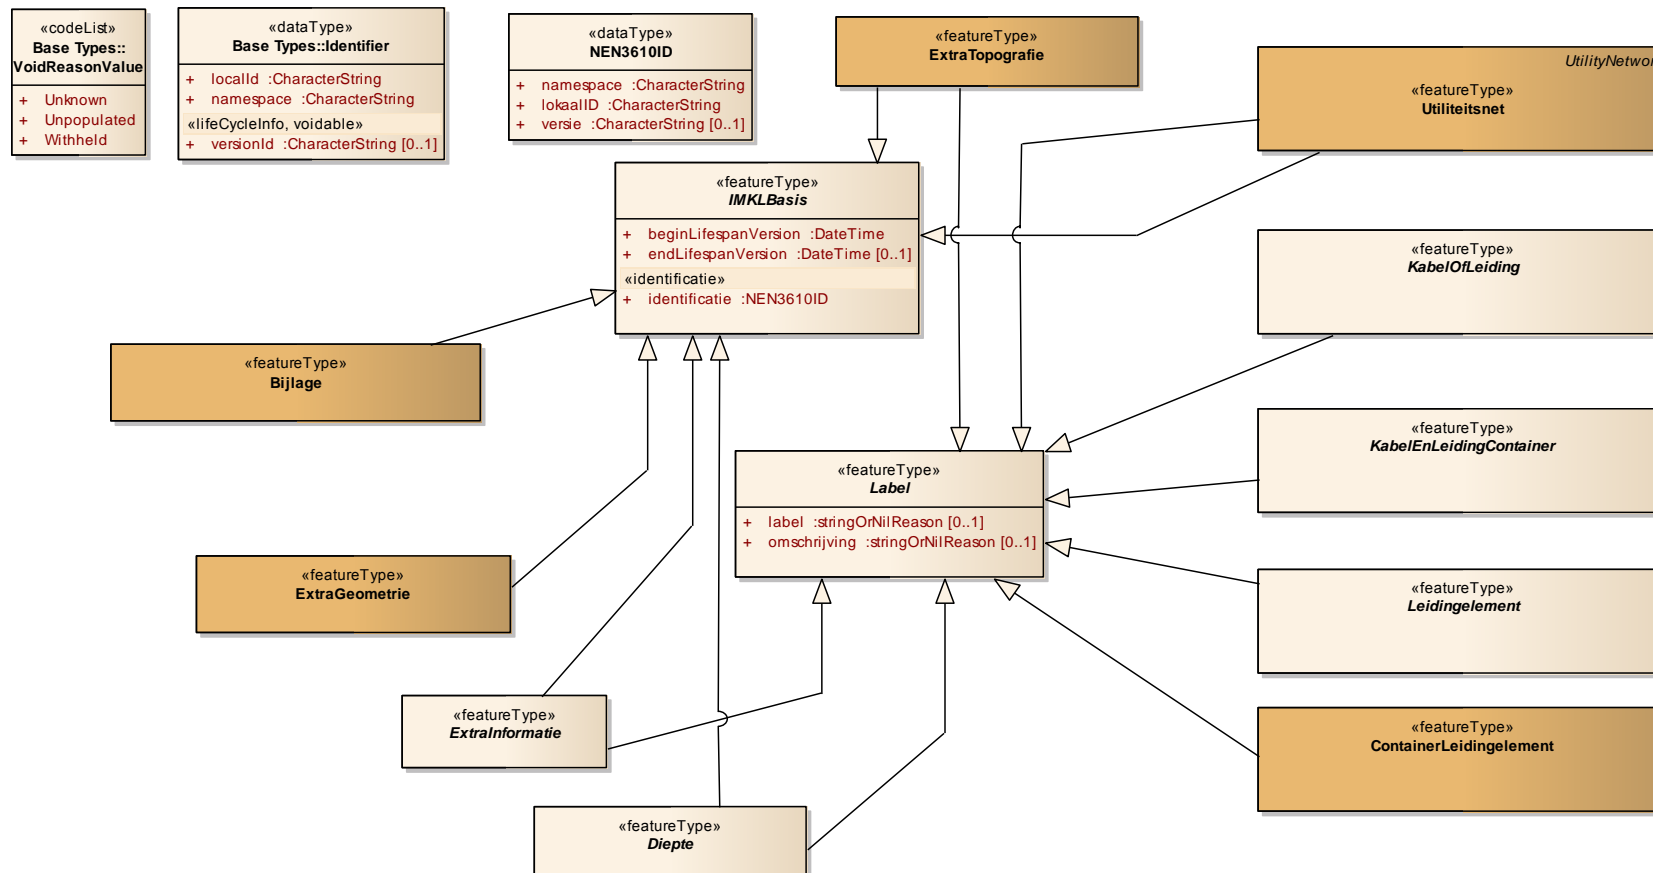 «codeList»
Base Types::
VoidReasonValue
+ Unknown
+ Unpopulated
+ Withheld
«dataType»
Base Types::Identifier
+ localId :CharacterString
+ namespace :CharacterString
«lifeCycleInfo, voidable»
+ versionId :CharacterString [0..1]
«dataType»
NEN3610ID
+ namespace :CharacterString
+ lokaalID :CharacterString
+ versie :CharacterString [0..1]
«featureType»
ExtraTopografie
UtilityNetwor
«featureType»
Utiliteitsnet
«featureType»
IMKLBasis
+ beginLifespanVersion :DateTime
+ endLifespanVersion :DateTime [0..1]
«identificatie»
+ identificatie :NEN3610ID
«featureType»
KabelOfLeiding
«featureType»
Bijlage
«featureType»
KabelEnLeidingContainer
«featureType»
Label
+ label :stringOrNilReason [0..1]
+ omschrijving :stringOrNilReason [0..1]
«featureType»
ExtraGeometrie
«featureType»
Leidingelement
«featureType»
ExtraInformatie
«featureType»
ContainerLeidingelement
«featureType»
Diepte